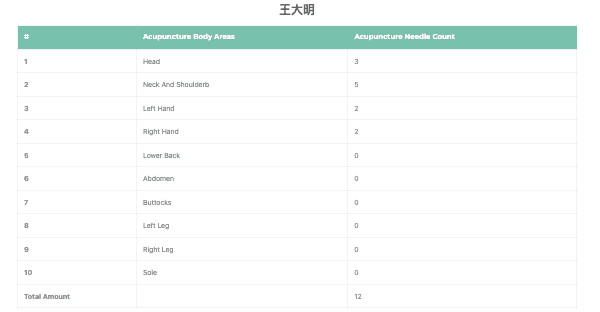 王大明
# Acupuncture Body Areas Acupuncture Needle Count
1 Head 3
2 Neck And Shoulderb 5
3 Left Hand 2
4 Right Hand 2
5 Lower Back 0
6 Abdomen 0
7 Buttocks 0
8 Left Leg 0
9 Right Leg 0
10 Sole 0
Total Amount 12